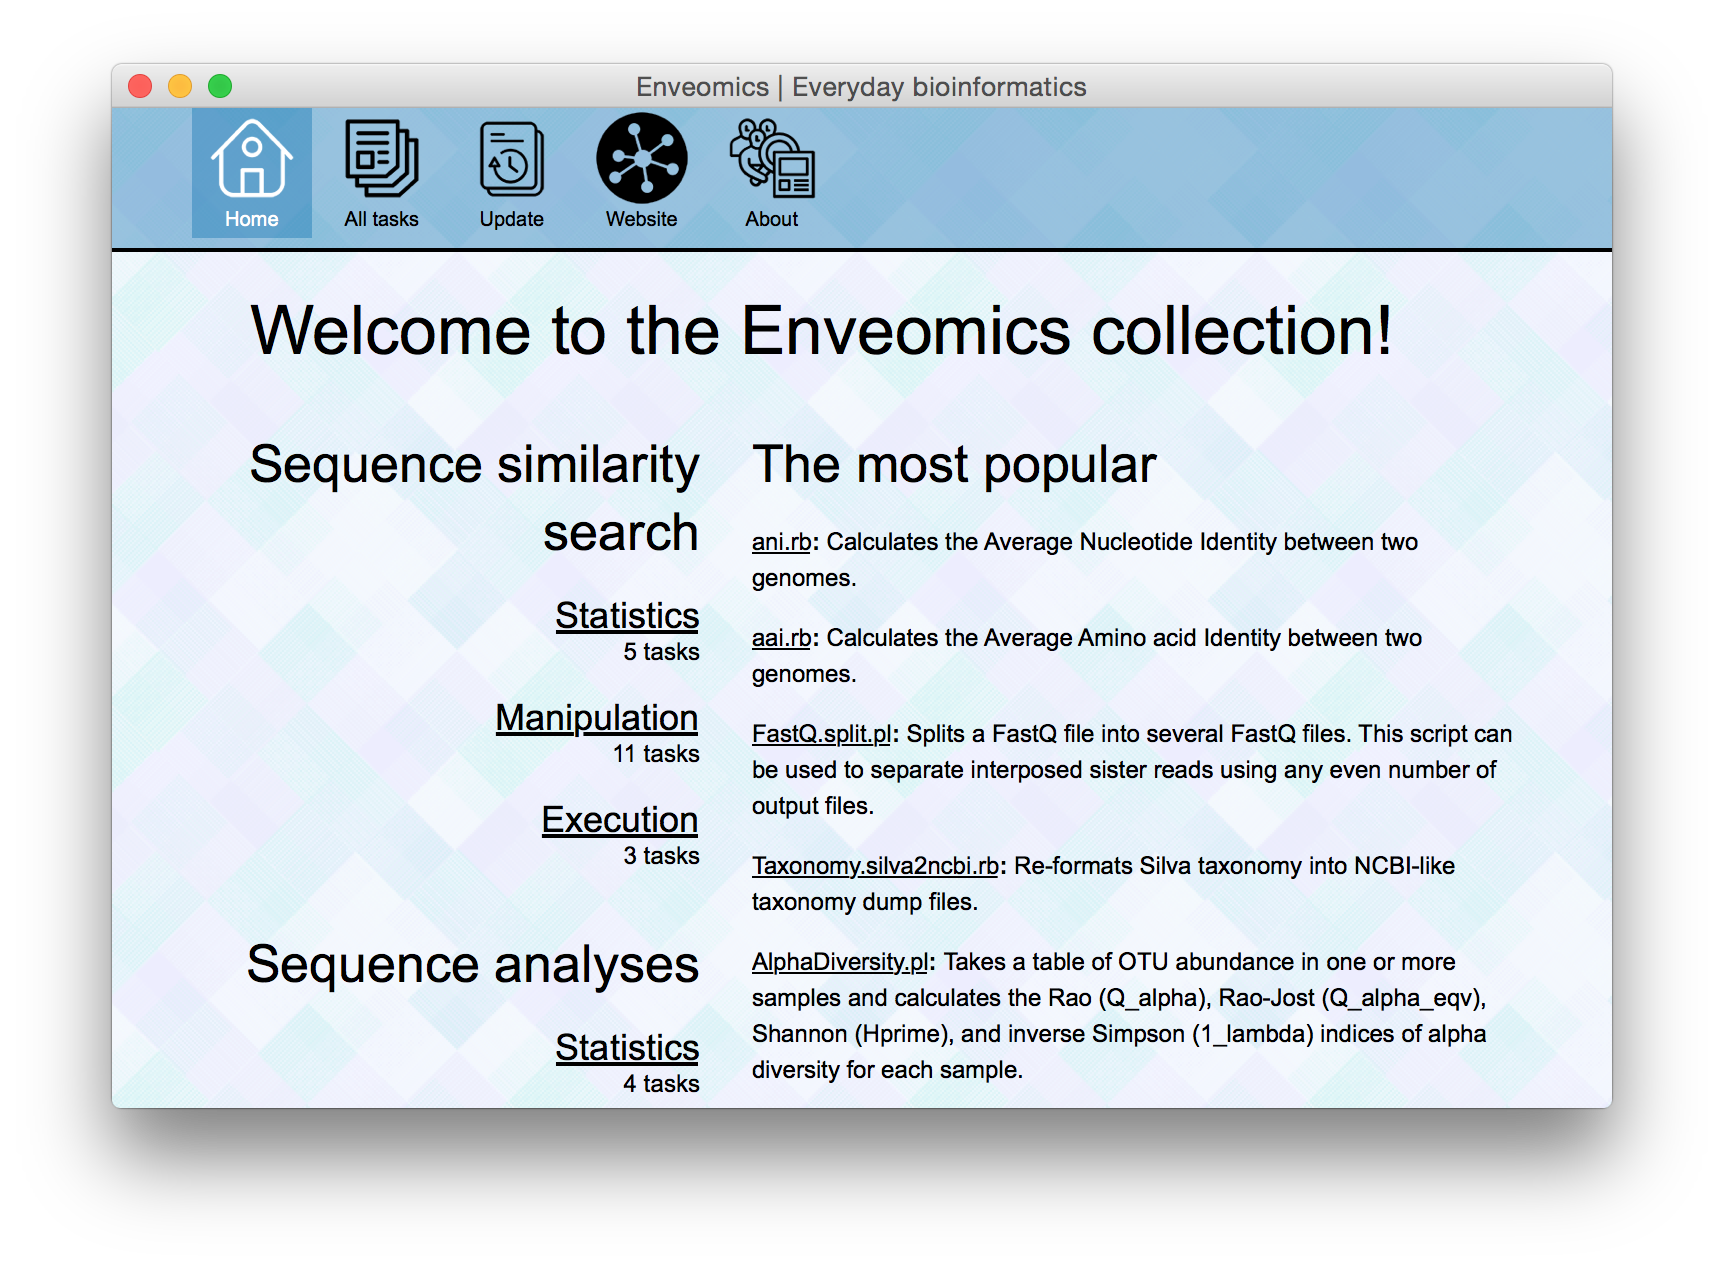 Enveomics | Everyday bioinformatics
Home
All tasks
Update
Website
About
Welcome to the Enveomics collection!
Sequence similarity
search
Statistics
5 tasks
Manipulation
11 tasks
Execution
3 tasks
Sequence analyses
Statistics
4 tasks
The most popular
ani.rb: Calculates the Average Nucleotide Identity between two
genomes.
aai.rb: Calculates the Average Amino acid Identity between two
genomes.
FastQ.split.pl: Splits a FastQ file into several FastQ files. This script can
be used to separate interposed sister reads using any even number of
output files.
Taxonomy.silva2ncbi.rb: Re-formats Silva taxonomy into NCBI-like
taxonomy dump files.
AlphaDiversity.pl: Takes a table of OTU abundance in one or more
samples and calculates the Rao (Q_alpha), Rao-Jost (Q_alpha_eqv),
Shannon (Hprime), and inverse Simpson (1_lambda) indices of alpha
diversity for each sample.